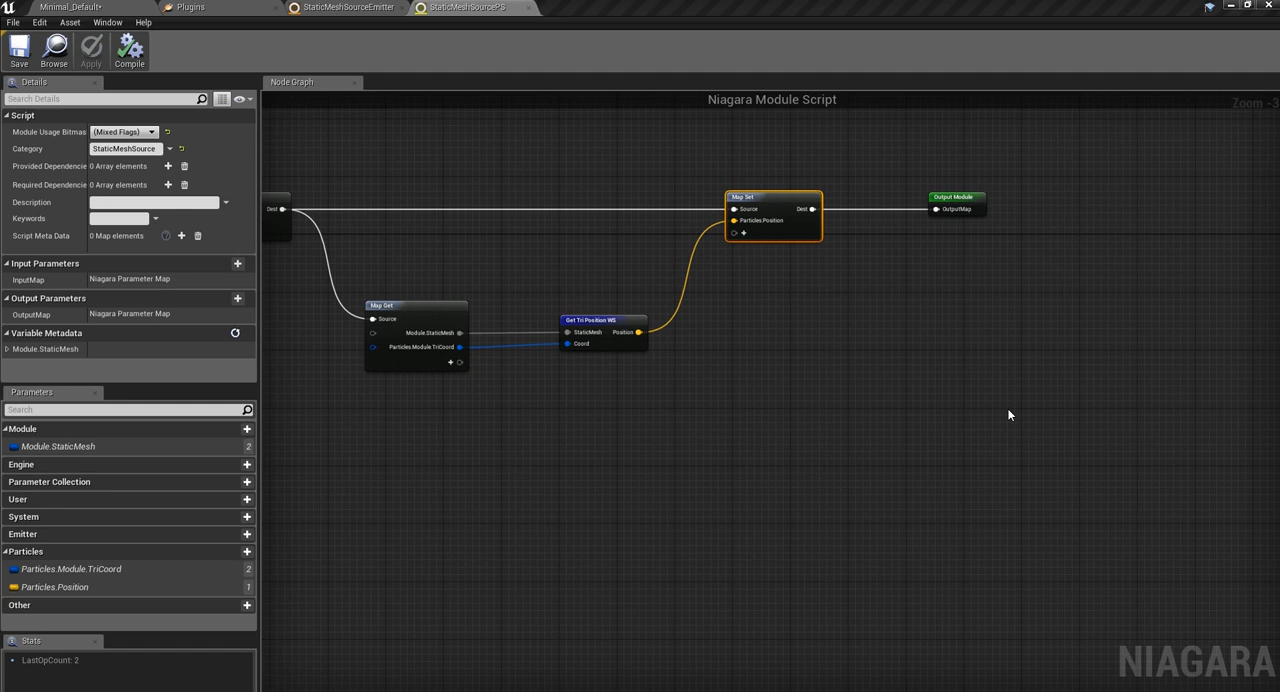 Minimal_Default*
Plugins
StaticMeshSourceEmitter
StaticMeshSourcePS
File Edit Asset Window Help
Save Browse Apply Compile
Details
Node Graph
Search Details
Niagara Module Script
Zoom -3
Script
Module Usage Bitmas (Mixed Flags)
Category StaticMeshSource
Provided Dependencie 0 Array elements
Required Dependencie 0 Array elements
Description
Keywords
Script Meta Data 0 Map elements
Input Parameters
InputMap Niagara Parameter Map
Output Parameters
OutputMap Niagara Parameter Map
Variable Metadata
Module.StaticMesh
Parameters
Search
Module
Module.StaticMesh 2
Engine
Parameter Collection
User
System
Emitter
Particles
Particles.Module.TriCoord 2
Particles.Position 1
Other
Stats
LastOpCount: 2
Dest
Map Get
Source
Module.StaticMesh
Particles.Module.TriCoord
Get Tri Position WS
StaticMesh Position
Coord
Map Set
Source Dest
Particles.Position
Output Module
OutputMap
NIAGARA